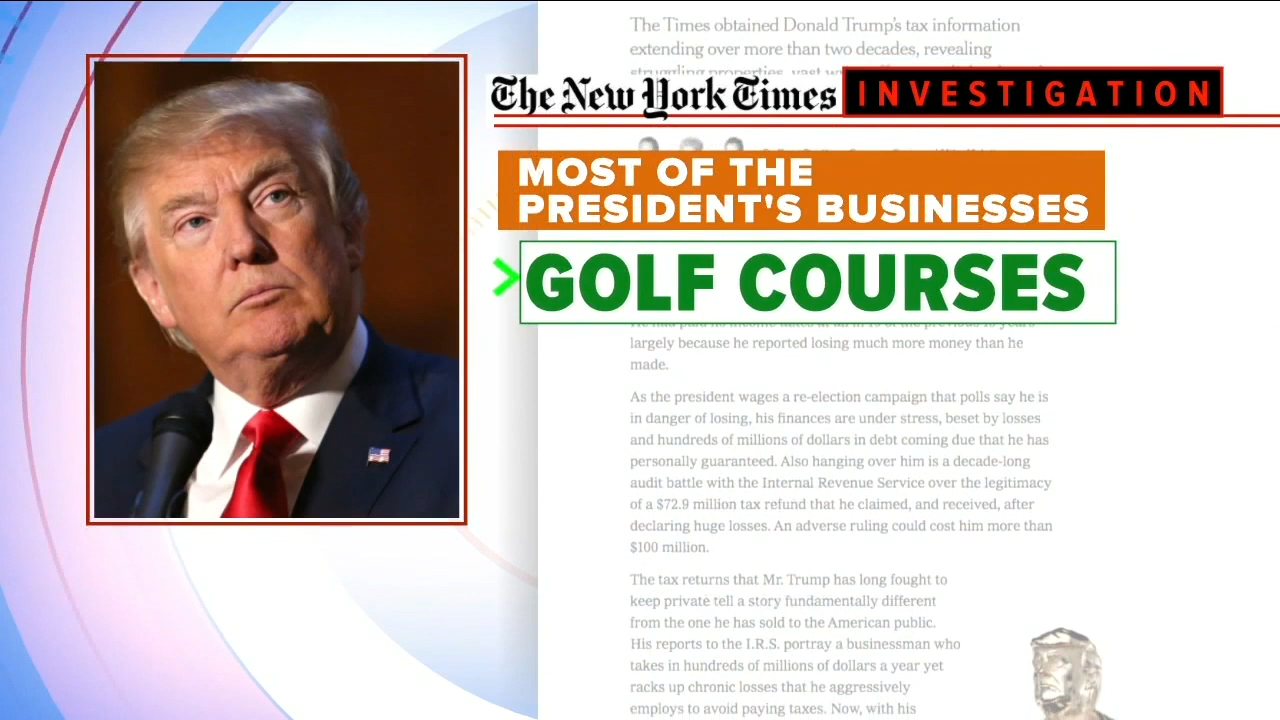 The Times obtained Donald Trump's tax information
extending over more than two decades, revealing
struggling properties, vast
The New York Times INVESTIGATION
MOST OF THE
PRESIDENT'S BUSINESSES
> GOLF COURSES
largely because he reported losing much more money than he
made.
As the president wages a re-election campaign that polls say he is
in danger of losing, his finances are under stress, beset by losses
and hundreds of millions of dollars in debt coming due that he has
personally guaranteed. Also hanging over him is a decade-long
audit battle with the Internal Revenue Service over the legitimacy
of a $72.9 million tax refund that he claimed, and received, after
declaring huge losses. An adverse ruling could cost him more than
$100 million.
The tax returns that Mr. Trump has long fought to
keep private tell a story fundamentally different
from the one he has sold to the American public.
His reports to the I.R.S. portray a businessman who
takes in hundreds of millions of dollars a year yet
racks up chronic losses that he aggressively
employs to avoid paying taxes. Now, with his